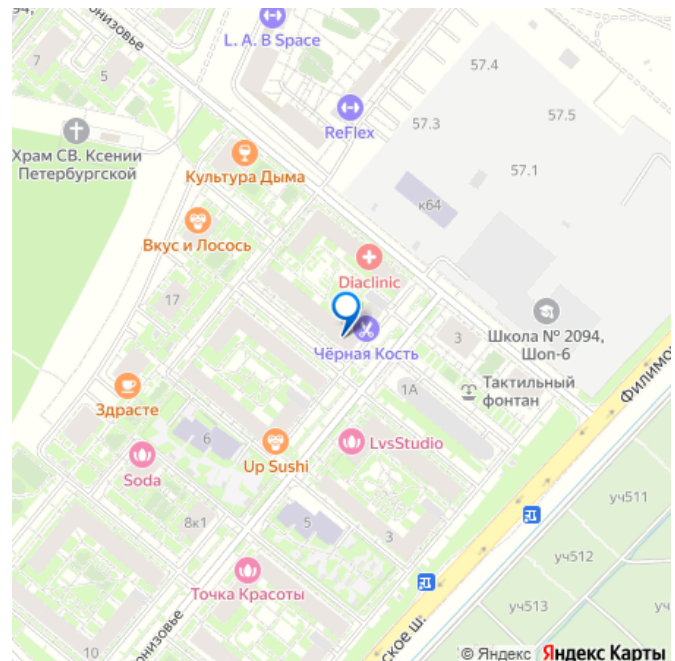 онизовье
7
5
L. A. B Space
57.4
57.5
57.3
57.1
ReFlex
Храм СВ. Ксении
Петербургской
Культура Дыма
к64
Вкус и Лосось
Diaclinic
17
Чёрная Кость
3
Школа № 2094,
Шоп-6
Тактильный
фонтан
1А
Филимо
Здрасте
6
Up Sushi
LvsStudio
Soda
8к1
5
3
уч511
уч512
уч513
уч
Точка Красоты
онизовье
10
ское ш.
© Яндекс Яндекс Карты